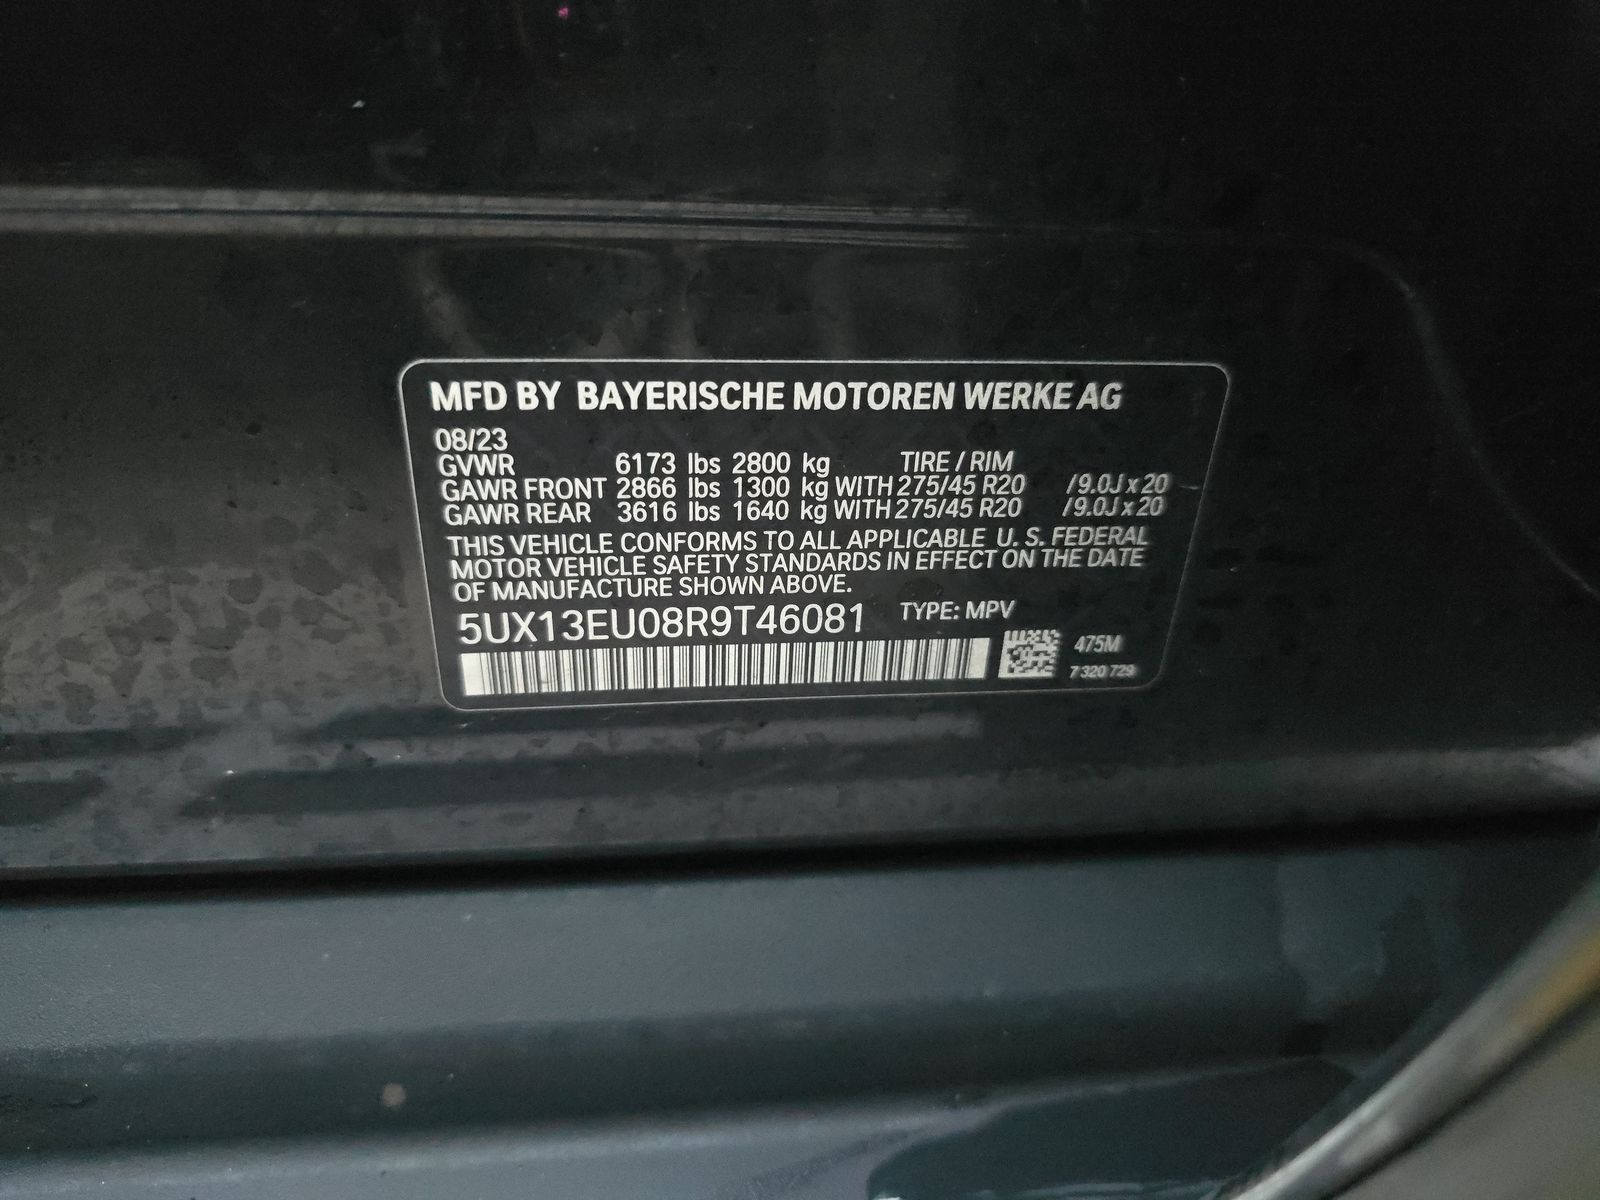 MFD BY BAYERISCHE MOTOREN WERKE AG
08/23
GVWR 6173 lbs 2800 kg TIRE / RIM
GAWR FRONT 2866 lbs 1300 kg WITH 275/45 R20 /9.0J x 20
GAWR REAR 3616 lbs 1640 kg WITH 275/45 R20 /9.0J x 20
THIS VEHICLE CONFORMS TO ALL APPLICABLE U. S. FEDERAL
MOTOR VEHICLE SAFETY STANDARDS IN EFFECT ON THE DATE
OF MANUFACTURE SHOWN ABOVE.
5UX13EU08R9T46081 TYPE: MPV
475M
7 320 729